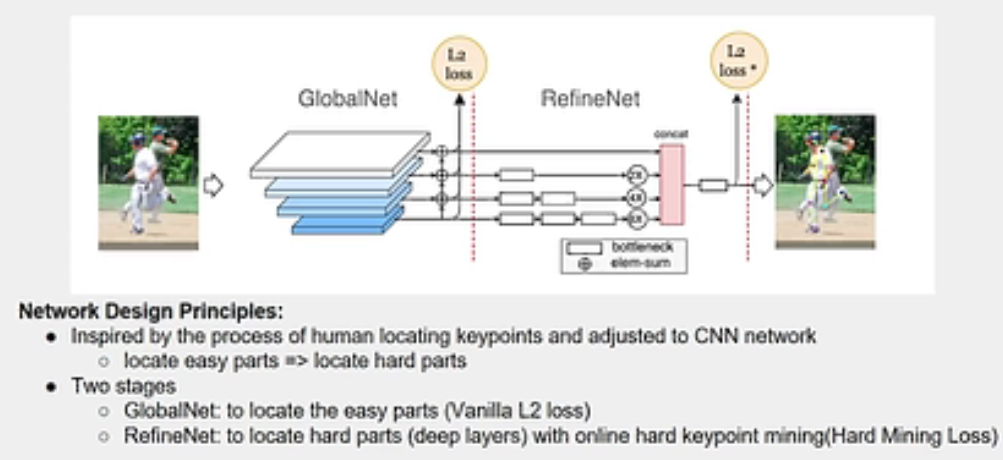 L2 loss
L2 loss *
GlobalNet
RefineNet
concat
2X
4X
8X
bottleneck
elem-sum
Network Design Principles:
Inspired by the process of human locating keypoints and adjusted to CNN network
locate easy parts => locate hard parts
Two stages
GlobalNet: to locate the easy parts (Vanilla L2 loss)
RefineNet: to locate hard parts (deep layers) with online hard keypoint mining(Hard Mining Loss)